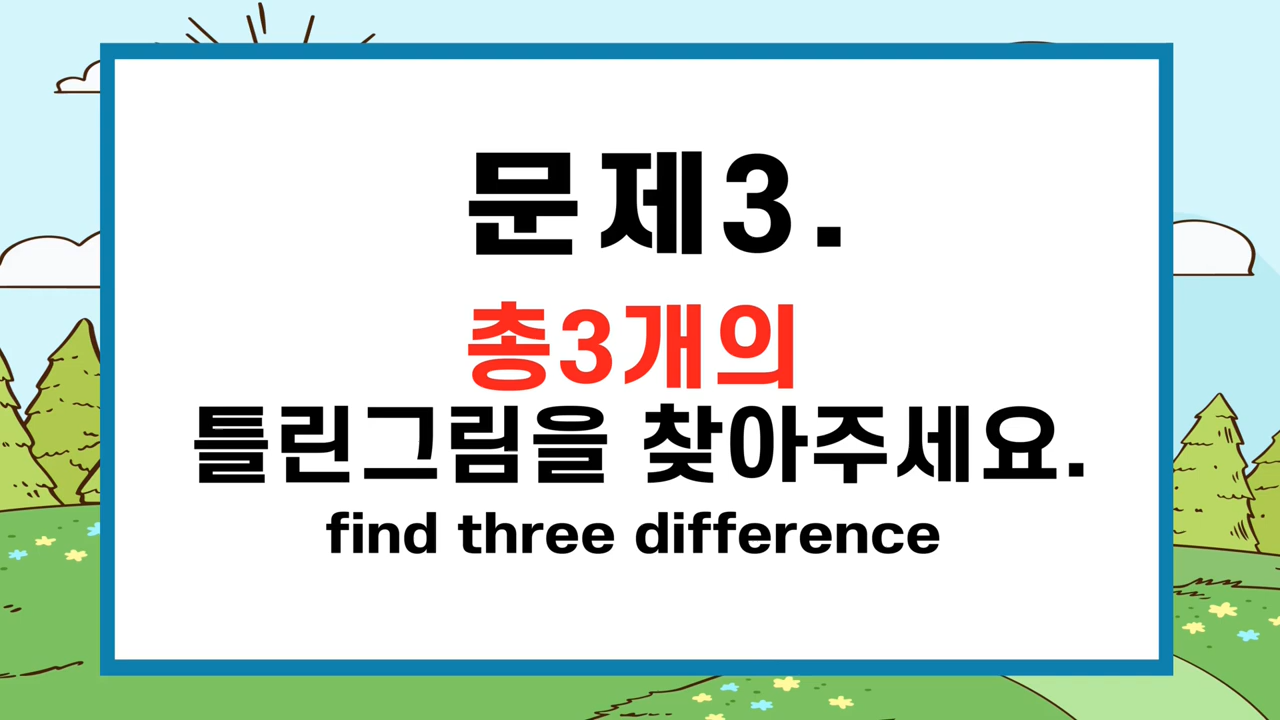 문제3.
총3개의
틀린그림을 찾아주세요.
find three difference